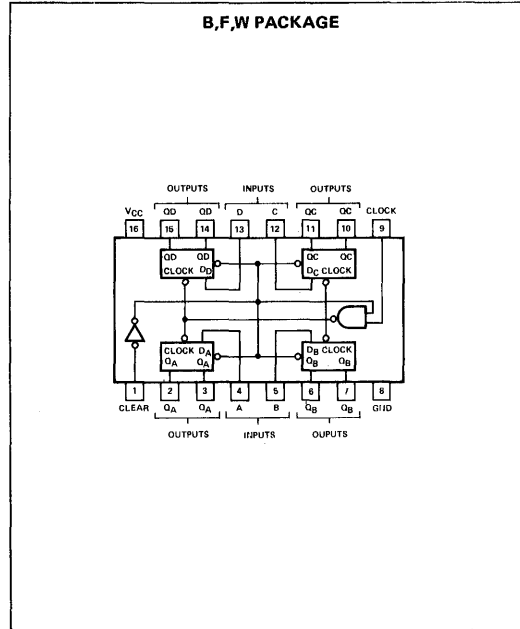 B,F,W PACKAGE
OUTPUTS INPUTS OUTPUTS
VCC QD QD D C QC QC CLOCK
16 15 14 13 12 11 10 9
QD QD QC QC
CLOCK DD DC CLOCK
CLOCK DA DB CLOCK
QA QA QB QB
1 2 3 4 5 6 7 8
CLEAR QA QA A B QB QB GND
OUTPUTS INPUTS OUPUTS